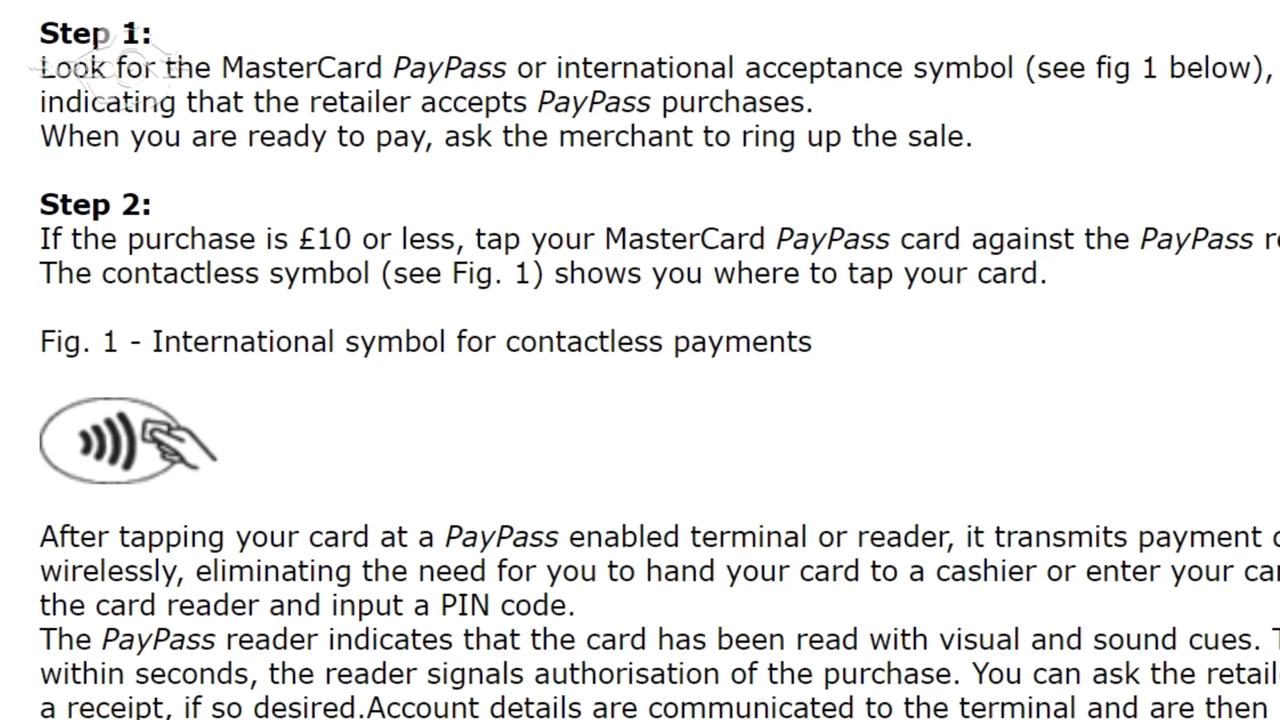 Step 1:
Look for the MasterCard PayPass or international acceptance symbol (see fig 1 below),
indicating that the retailer accepts PayPass purchases.
When you are ready to pay, ask the merchant to ring up the sale.
Step 2:
If the purchase is £10 or less, tap your MasterCard PayPass card against the PayPass
The contactless symbol (see Fig. 1) shows you where to tap your card.
Fig. 1 - International symbol for contactless payments
After tapping your card at a PayPass enabled terminal or reader, it transmits payment
wirelessly, eliminating the need for you to hand your card to a cashier or enter your
the card reader and input a PIN code.
The PayPass reader indicates that the card has been read with visual and sound cues.
within seconds, the reader signals authorisation of the purchase. You can ask the
a receipt, if so desired.Account details are communicated to the terminal and are then